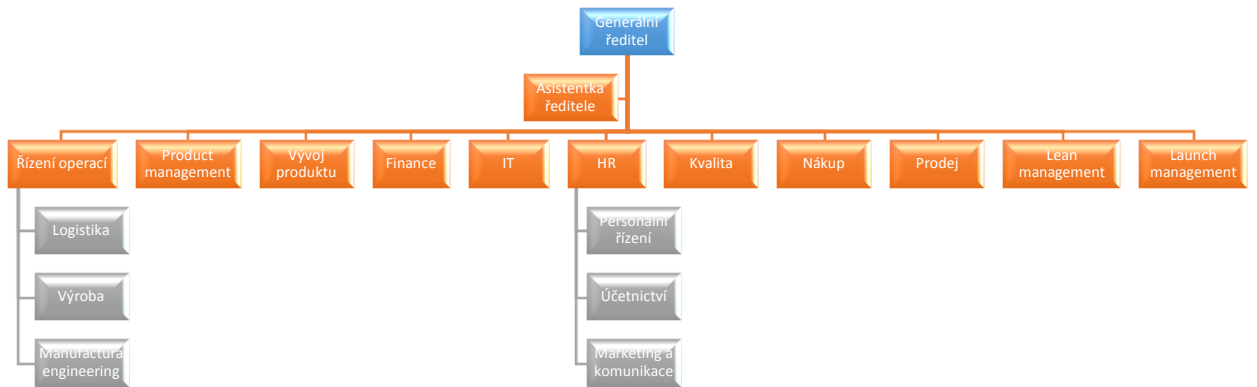 Generální
ředitel
Asistentka
ředitele
Řízení operací
Product
management
Vývoj
produktu
Finance
IT
HR
Kvalita
Nákup
Prodej
Lean
management
Launch
management
Logistika
Výroba
Manufactura
engineering
Personální
řízení
Účetnictví
Marketing a
komunikace